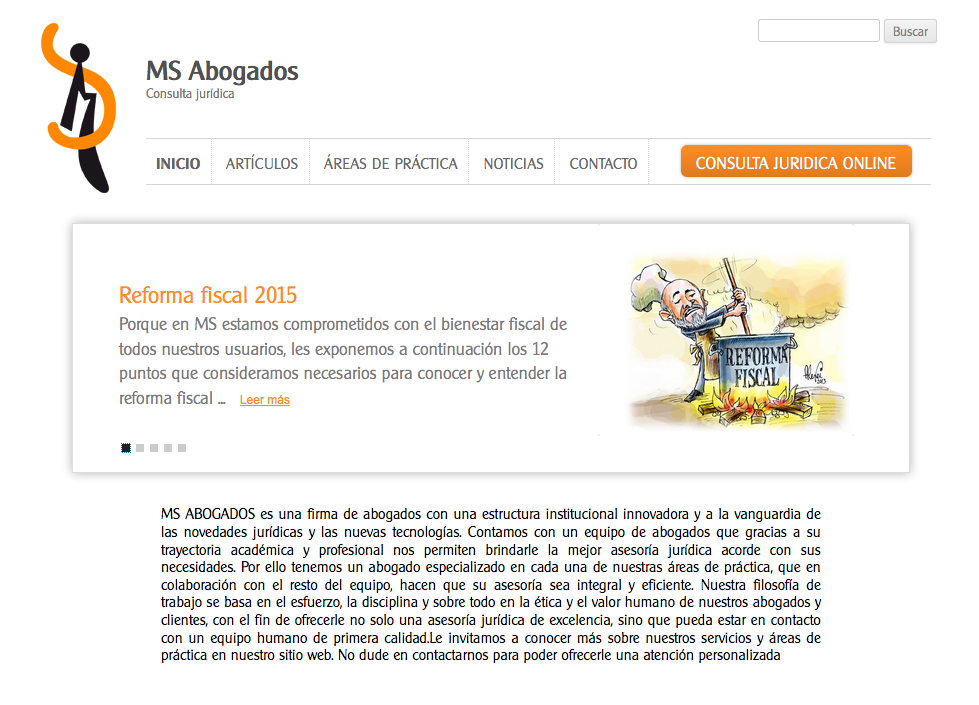 Buscar
MS Abogados
Consulta jurídica
INICIO
ARTÍCULOS
ÁREAS DE PRÁCTICA
NOTICIAS
CONTACTO
CONSULTA JURIDICA ONLINE
Reforma fiscal 2015
Porque en MS estamos comprometidos con el bienestar fiscal de
todos nuestros usuarios, les exponemos a continuación los 12
puntos que consideramos necesarios para conocer y entender la
reforma fiscal ... Leer más
REFORMA
FISCAL
MS ABOGADOS es una firma de abogados con una estructura institucional innovadora y a la vanguardia de
las novedades jurídicas y las nuevas tecnologías. Contamos con un equipo de abogados que gracias a su
trayectoria académica y profesional nos permiten brindarle la mejor asesoría jurídica acorde con sus
necesidades. Por ello tenemos un abogado especializado en cada una de nuestras áreas de práctica, que en
colaboración con el resto del equipo, hacen que su asesoría sea integral y eficiente. Nuestra filosofía de
trabajo se basa en el esfuerzo, la disciplina y sobre todo en la ética y el valor humano de nuestros abogados y
clientes, con el fin de ofrecerle no solo una asesoría jurídica de excelencia, sino que pueda estar en contacto
con un equipo humano de primera calidad.Le invitamos a conocer más sobre nuestros servicios y áreas de
práctica en nuestro sitio web. No dude en contactarnos para poder ofrecerle una atención personalizada